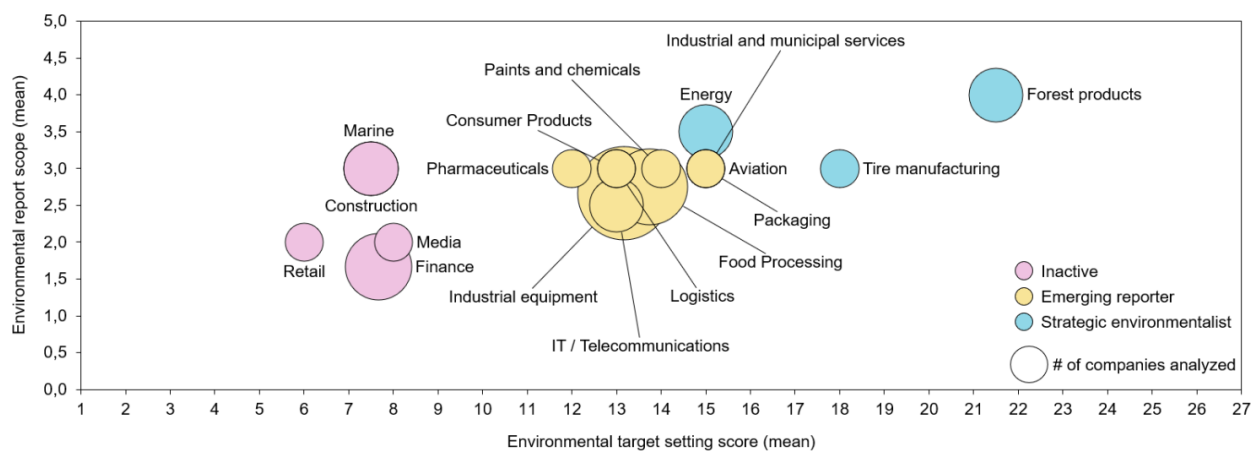 Environmental report scope (mean)
5,0
4,5
4,0
3,5
3,0
2,5
2,0
1,5
1,0
0,5
0,0
Industrial and municipal services
Paints and chemicals
Energy
Forest products
Consumer Products
Marine
Pharmaceuticals
Aviation
Tire manufacturing
Construction
Packaging
Media
Food Processing
Retail
Finance
Industrial equipment
Logistics
IT / Telecommunications
Inactive
Emerging reporter
Strategic environmentalist
# of companies analyzed
1 2 3 4 5 6 7 8 9 10 11 12 13 14 15 16 17 18 19 20 21 22 23 24 25 26 27
Environmental target setting score (mean)